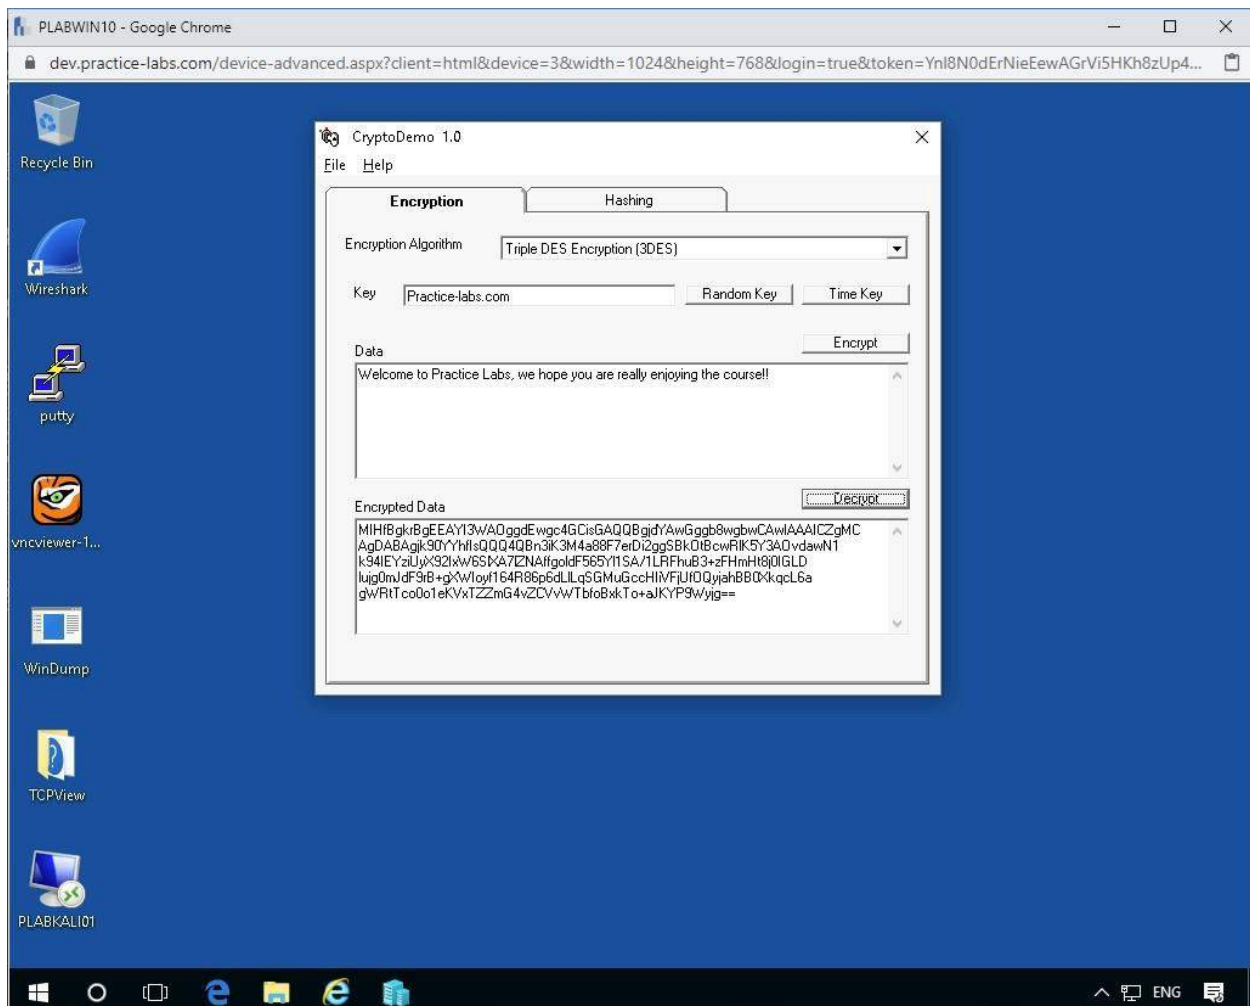 PLABWIN10 - Google Chrome
dev.practice-labs.com/device-advanced.aspx?client=html&device=3&width=1024&height=768&login=true&token=Ynl8N0dErNieEewAGrVi5HKh8zUp4...
Recycle Bin
Wireshark
putty
vncviewer-1...
WinDump
TCPView
PLABKALI01
CryptoDemo 1.0
File Help
Encryption Hashing
Encryption Algorithm Triple DES Encryption (3DES)
Key Practice-labs.com Random Key Time Key
Encrypt
Data
Welcome to Practice Labs, we hope you are really enjoying the course!!
Decrypt
Encrypted Data
ENG